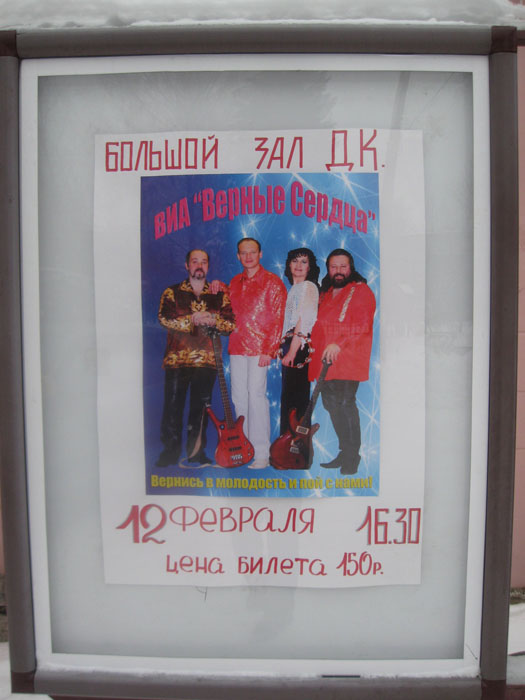 БОЛЬШОЙ ЗАЛ Д.К.
ВИА "Верные Сердца"
Вернись в молодость и пой с нами!
12 ФЕВРАЛЯ 16.30
ЦЕНА БИЛЕТА 150р.